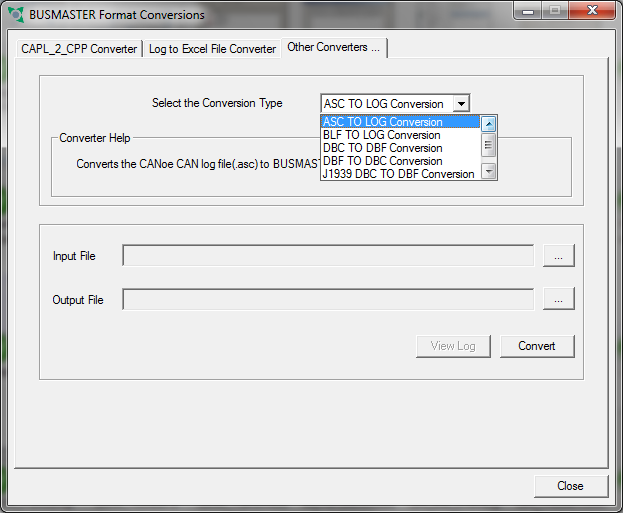 BUSMASTER Format Conversions
CAPL_2_CPP Converter
Log to Excel File Converter
Other Converters ...
Select the Conversion Type
ASC TO LOG Conversion
ASC TO LOG Conversion
BLF TO LOG Conversion
DBC TO DBF Conversion
DBF TO DBC Conversion
J1939 DBC TO DBF Conversion
Converter Help
Converts the CANoe CAN log file(.asc) to BUSMAST
Input File
...
Output File
...
View Log
Convert
Close